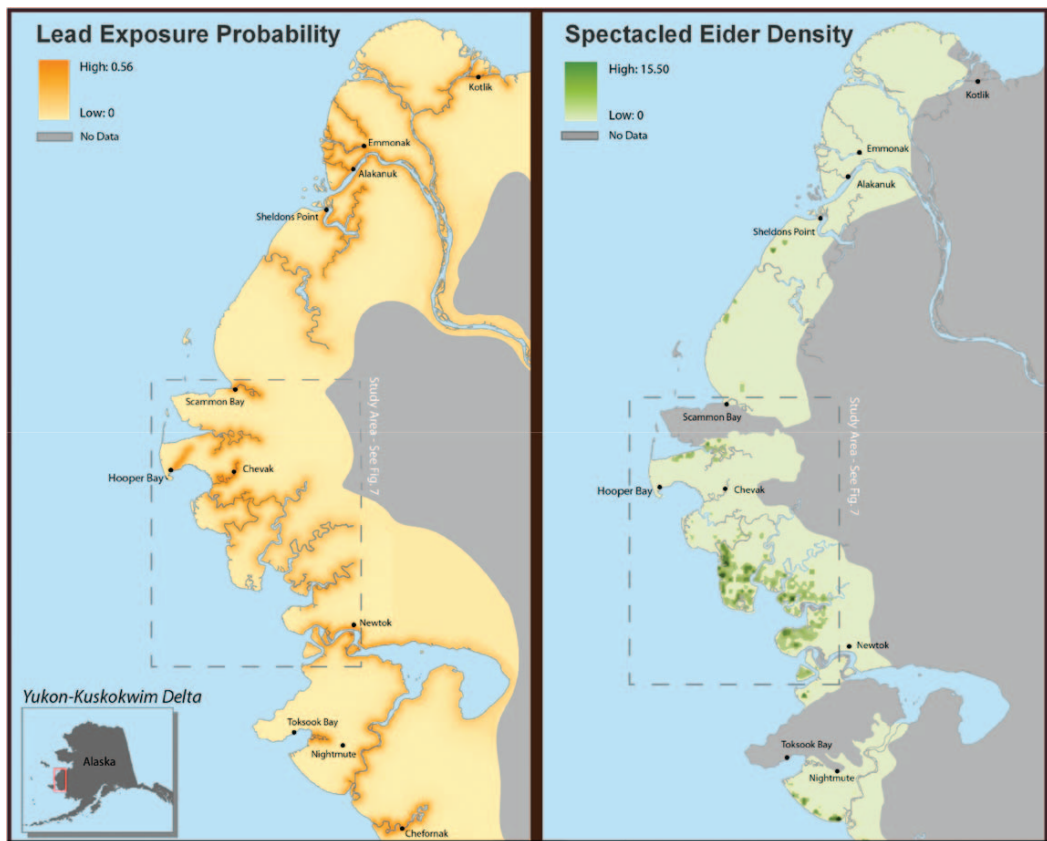 Lead Exposure Probability
High: 0.56
Low: 0
No Data
Kotlik
Emmonak
Alakanuk
Sheldons Point
Scammon Bay
Study Area - See Fig. 7
Hooper Bay
Chevak
Newtok
Toksook Bay
Nightmute
Chefornak
Yukon-Kuskokwim Delta
Alaska
Spectacled Eider Density
High: 15.50
Low: 0
No Data
Kotlik
Emmonak
Alakanuk
Sheldons Point
Scammon Bay
Study Area - See Fig. 7
Hooper Bay
Chevak
Newtok
Toksook Bay
Nightmute